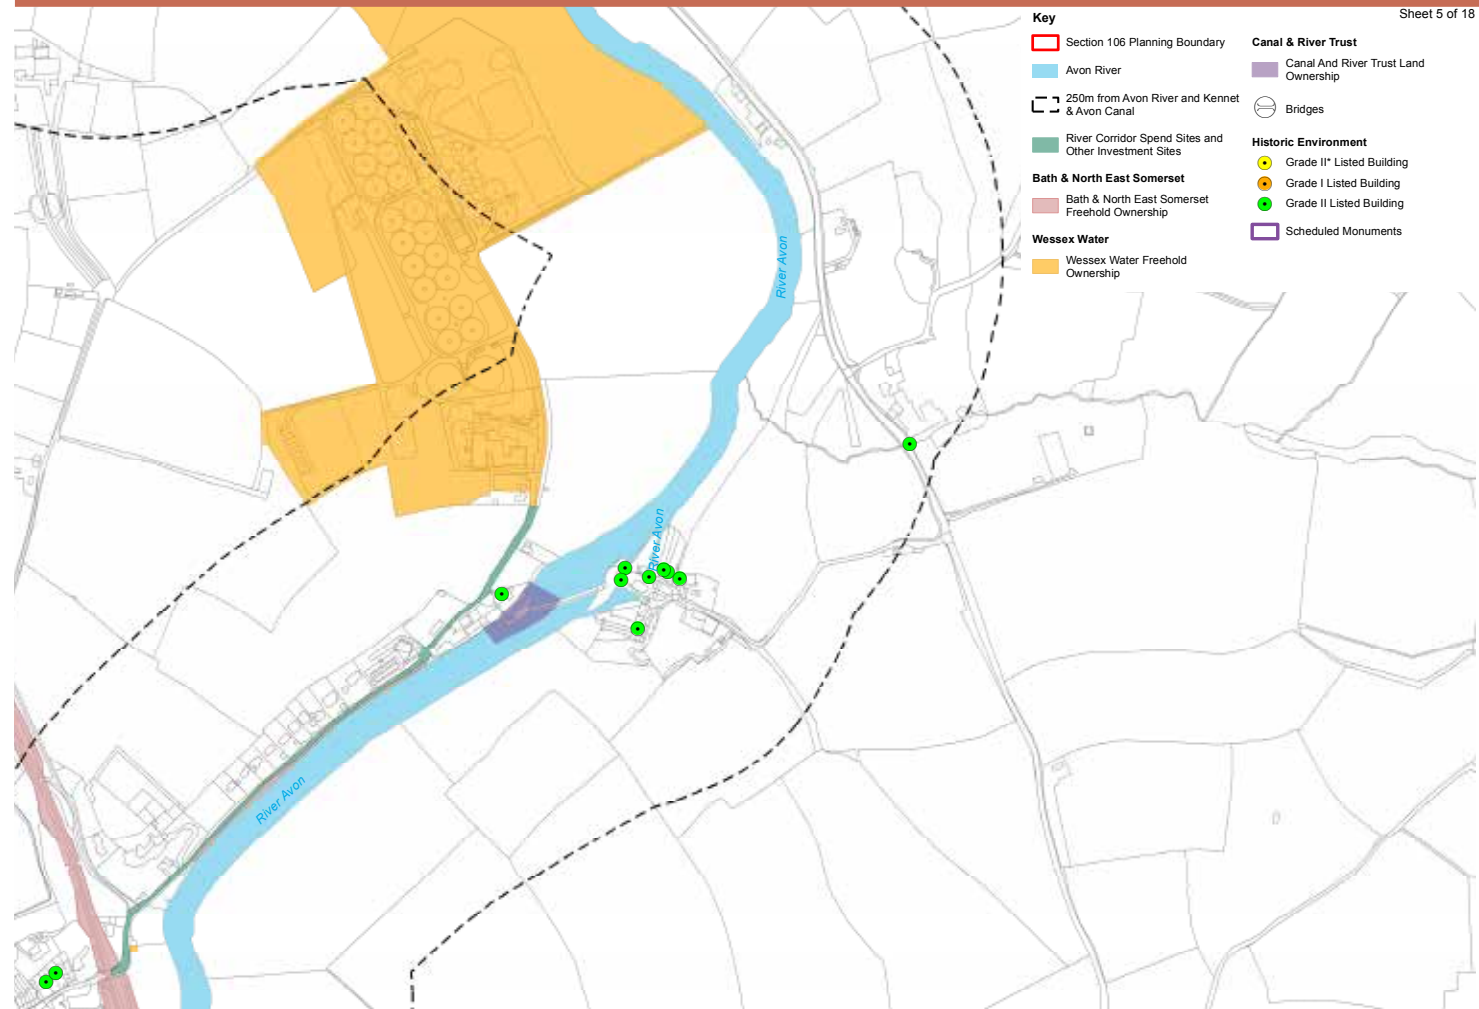 Sheet 5 of 18
Key
Section 106 Planning Boundary
Avon River
250m from Avon River and Kennet
& Avon Canal
River Corridor Spend Sites and
Other Investment Sites
Bath & North East Somerset
Bath & North East Somerset
Freehold Ownership
Wessex Water
Wessex Water Freehold
Ownership
Canal & River Trust
Canal And River Trust Land
Ownership
Bridges
Historic Environment
Grade II* Listed Building
Grade I Listed Building
Grade II Listed Building
Scheduled Monuments
River Avon
River Avon
River Avon